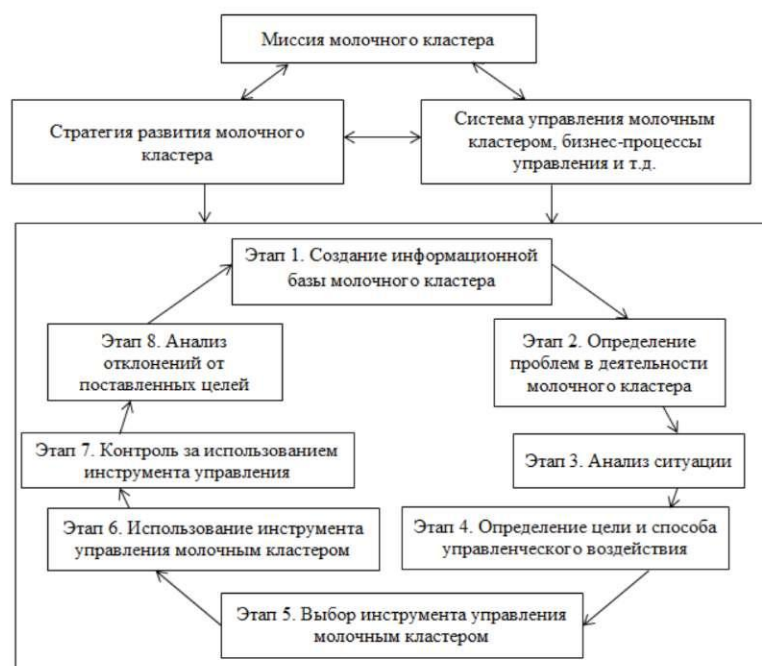 Миссия молочного кластера
Стратегия развития молочного
кластера
Система управления молочным
кластером, бизнес-процессы
управления и т.д.
Этап 1. Создание информационной
базы молочного кластера
Этап 2. Определение
проблем в деятельности
молочного кластера
Этап 3. Анализ ситуации
Этап 4. Определение цели и способа
управленческого воздействия
Этап 5. Выбор инструмента управления
молочным кластером
Этап 6. Использование инструмента
управления молочным кластером
Этап 7. Контроль за использованием
инструмента управления
Этап 8. Анализ
отклонений от
поставленных целей